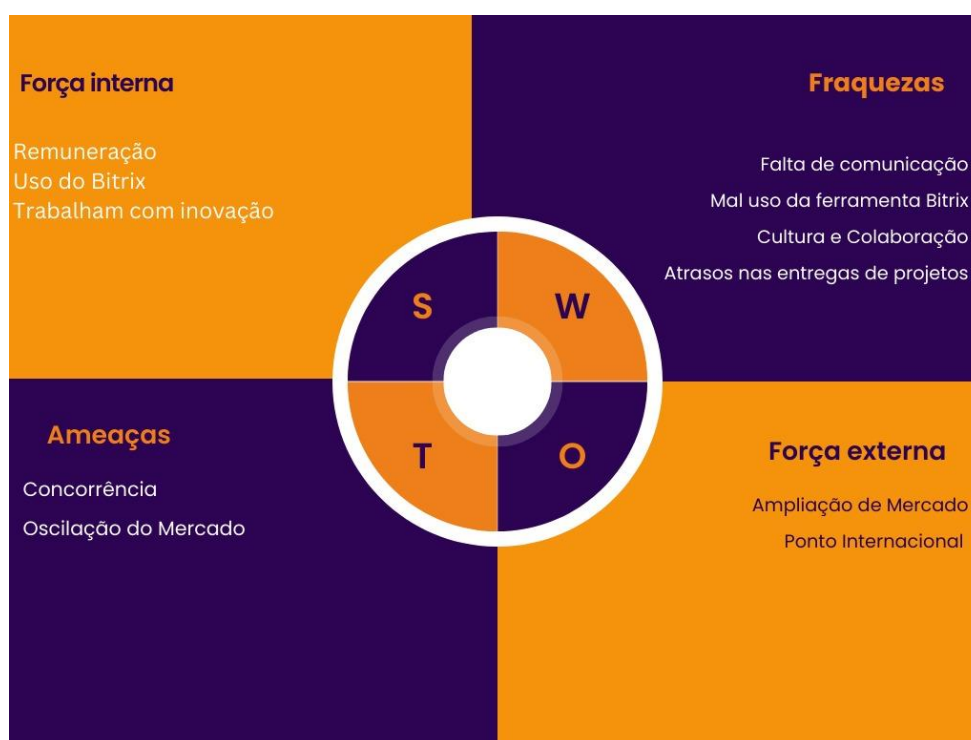 Força interna
Remuneração
Uso do Bitrix
Trabalham com inovação
Fraquezas
Falta de comunicação
Mal uso da ferramenta Bitrix
Cultura e Colaboração
Atrasos nas entregas de projetos
S
W
T
O
Ameaças
Concorrência
Oscilação do Mercado
Força externa
Ampliação de Mercado
Ponto Internacional